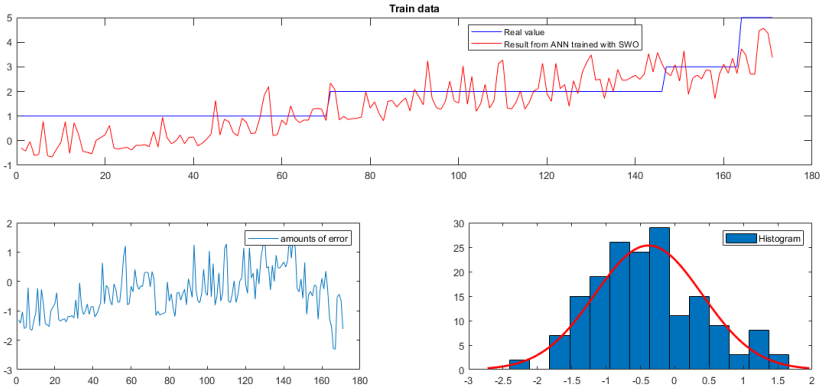 Train data
5
4
3
2
1
0
-1
Real value
Result from ANN trained with SWO
0 20 40 60 80 100 120 140 160 180
2
1
0
-1
-2
-3
amounts of error
0 20 40 60 80 100 120 140 160 180
30
25
20
15
10
5
0
Histogram
-3 -2.5 -2 -1.5 -1 -0.5 0 0.5 1 1.5 2